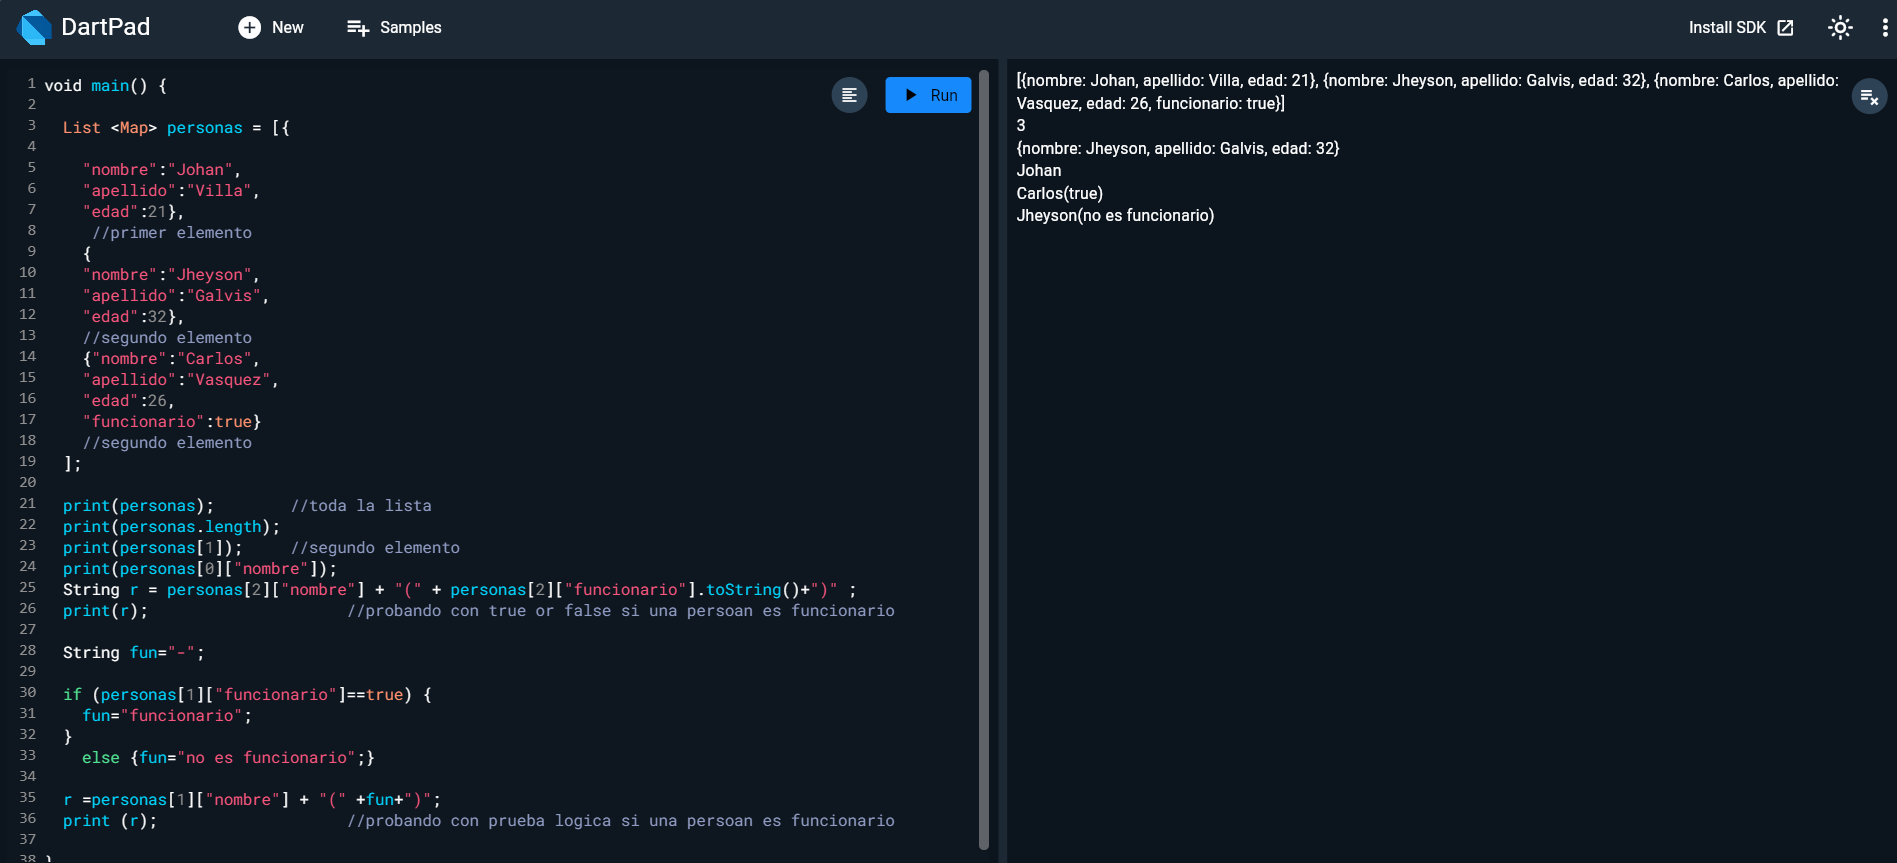 DartPad
New
Samples
Install SDK
1 void main() {
2
3 List <Map> personas = [{
4
5 "nombre":"Johan",
6 "apellido":"Villa",
7 "edad":21},
8 //primer elemento
9 {
10 "nombre":"Jheyson",
11 "apellido":"Galvis",
12 "edad":32},
13 //segundo elemento
14 {"nombre":"Carlos",
15 "apellido":"Vasquez",
16 "edad":26,
17 "funcionario":true}
18 //segundo elemento
19 ];
20
21 print(personas); //toda la lista
22 print(personas.length);
23 print(personas[1]); //segundo elemento
24 print(personas[0]["nombre"]);
25 String r = personas[2]["nombre"] + "(" + personas[2]["funcionario"].toString()+")" ;
26 print(r); //probando con true or false si una persoan es funcionario
27
28 String fun="-";
29
30 if (personas[1]["funcionario"]==true) {
31 fun="funcionario";
32 }
33 else {fun="no es funcionario";}
34
35 r =personas[1]["nombre"] + "(" +fun+")";
36 print (r); //probando con prueba logica si una persoan es funcionario
37
38 }
Run
[{nombre: Johan, apellido: Villa, edad: 21}, {nombre: Jheyson, apellido: Galvis, edad: 32}, {nombre: Carlos, apellido:
Vasquez, edad: 26, funcionario: true}]
3
{nombre: Jheyson, apellido: Galvis, edad: 32}
Johan
Carlos(true)
Jheyson(no es funcionario)